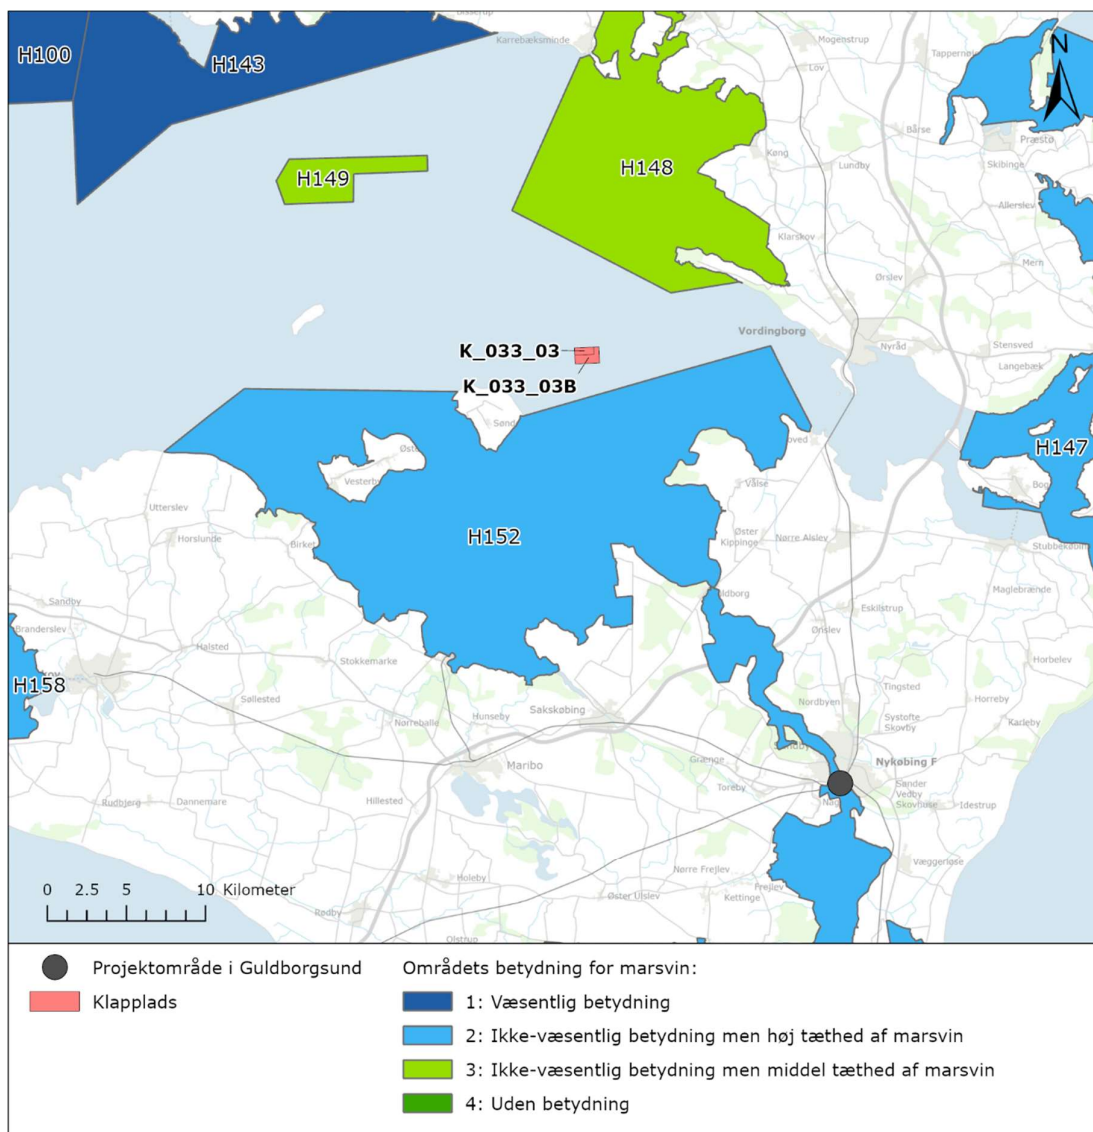 Karrebæksminde
Mogenstrup
N
H100
H143
Lov
Tappernøje
Bårse
Præstø
Køng
Lundby
Skibinge
H149
H148
Allerslev
Klarskov
Mern
Ørslev
Vordingborg
Nyråd
Stensved
K_033_03
Langebæk
K_033_03B
H147
Vesterby
Vålse
Utterslev
Øster
Kippinge
Nørre Alslev
Horslunde
Birket
H152
Stubbekøbing
Maglebrænde
Sandby
Eskilstrup
Branderslev
Halsted
Ønslev
Stokkemarke
Horbelev
H158
Tingsted
Søllested
Nordbyen
Horreby
Sakskøbing
Hunseby
Nørreballe
Systofte
Skovby
Karleby
Maribo
Grænge
Nykøbing F
Toreby
Sønder
Vedby
Skovhuse
Idestrup
Rudbjerg
Dannemare
Hillested
Væggerløse
Nørre Frejlev
Frejlev
Kettinge
Holeby
Øster Ulslev
0 2.5 5 10 Kilometer
Rødby
Olstrup
Projektområde i Guldborgsund
Klapplads
Områdets betydning for marsvin:
1: Væsentlig betydning
2: Ikke-væsentlig betydning men høj tæthed af marsvin
3: Ikke-væsentlig betydning men middel tæthed af marsvin
4: Uden betydning